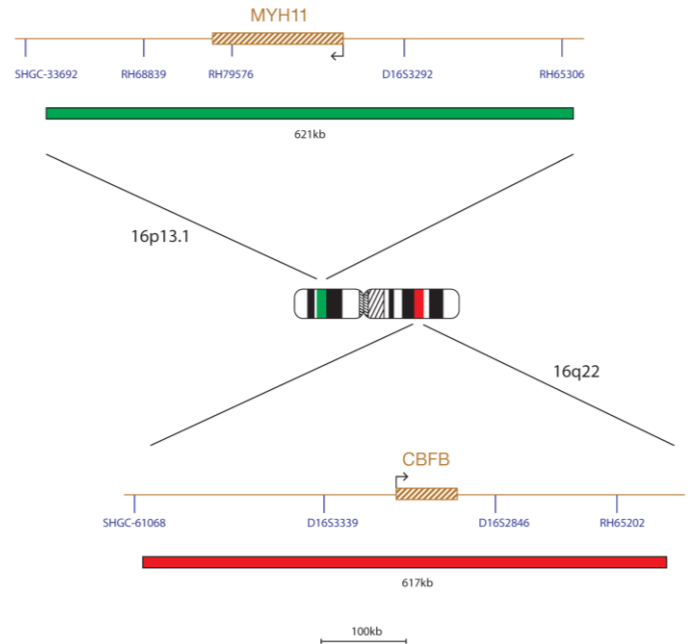 MYH11
SHGC-33692 RH68839 RH79576 D16S3292 RH65306
621kb
16p13.1
16q22
CBFB
SHGC-61068 D16S3339 D16S2846 RH65202
617kb
100kb